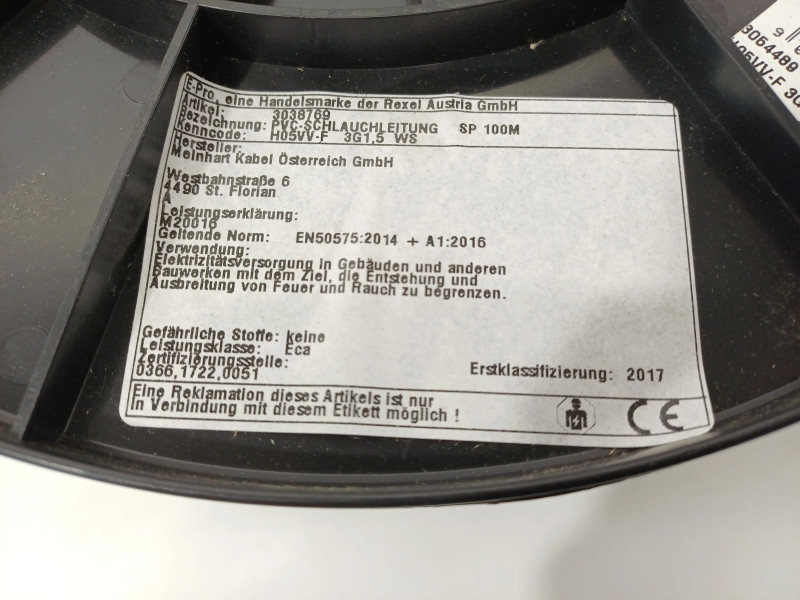 E-Pro, eine Handelsmarke der Rexel Austria GmbH
Artikel: 3038769
Bezeichnung: PVC-SCHLAUCHLEITUNG SP 100M
Kenncode: H05VV-F 3G1,5 WS
Hersteller:
Meinhart Kabel Österreich GmbH
Westbahnstraße 6
4490 St. Florian
A
Leistungserklärung:
M20016
Geltende Norm: EN50575:2014 + A1:2016
Verwendung:
Elektrizitätsversorgung in Gebäuden und anderen
Bauwerken mit dem Ziel, die Entstehung und
Ausbreitung von Feuer und Rauch zu begrenzen.
Gefährliche Stoffe: keine
Leistungsklasse: Eca
Zertifizierungsstelle:
0366,1722,0051 Erstklassifizierung: 2017
Eine Reklamation dieses Artikels ist nur
in Verbindung mit diesem Etikett möglich !
CE
9
3064489
H05VV-F 3G